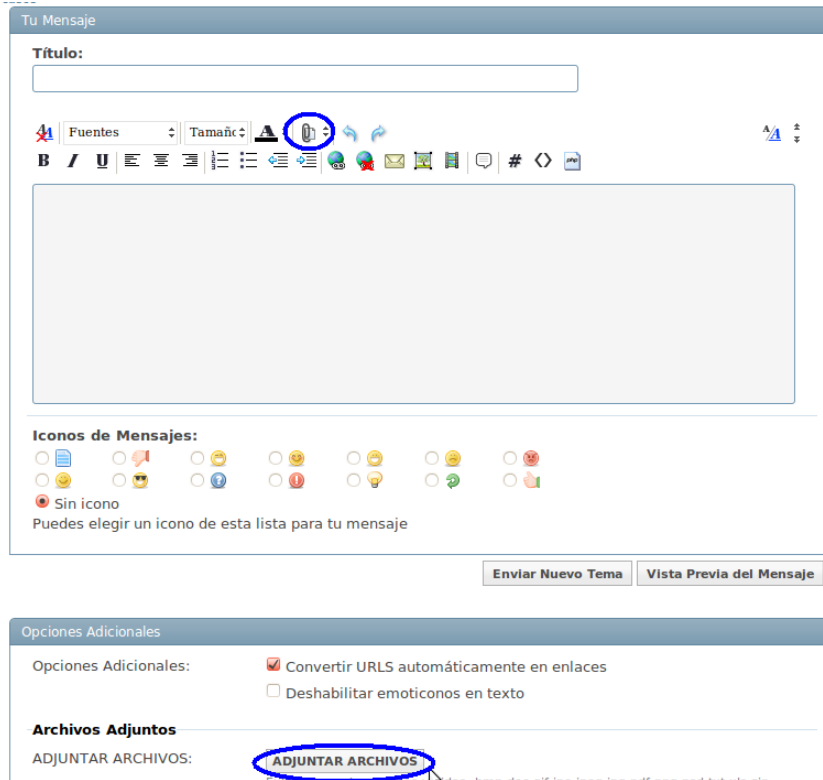 Tu Mensaje
Título:
Fuentes Tamaño A
B I U # <> php
Iconos de Mensajes:
Sin icono
Puedes elegir un icono de esta lista para tu mensaje
Enviar Nuevo Tema Vista Previa del Mensaje
Opciones Adicionales
Opciones Adicionales: Convertir URLS automáticamente en enlaces
Deshabilitar emoticonos en texto
Archivos Adjuntos
ADJUNTAR ARCHIVOS: ADJUNTAR ARCHIVOS